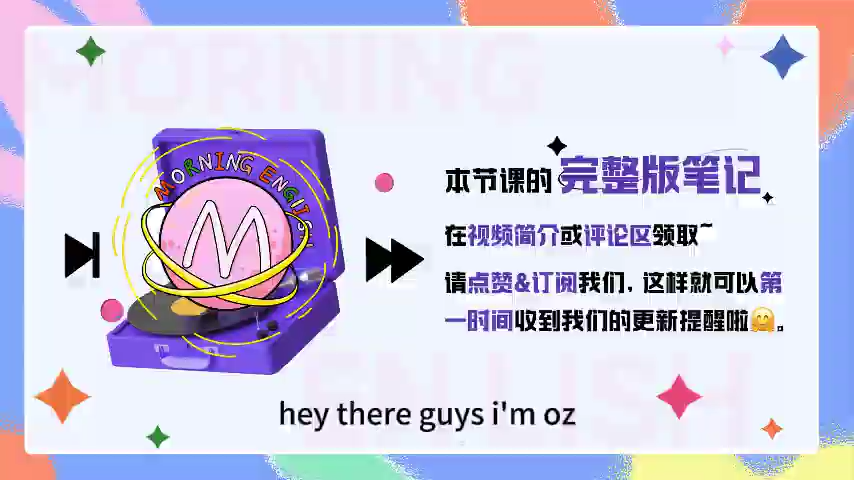 MORNING
MORNING ENGLISH
M
本节课的 完整版笔记
在视频简介或评论区领取~
请点赞&订阅我们，这样就可以第
一时间收到我们的更新提醒啦🤗。
ENGLISH
hey there guys i'm oz